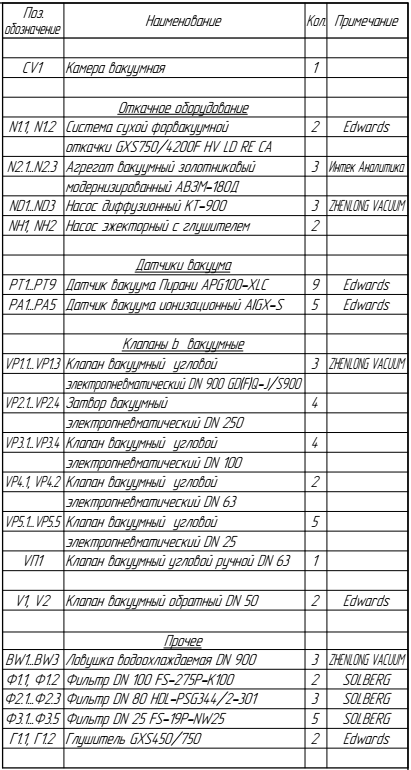 Поз. обозначение Наименование Кол. Примечание
CV1 Камера вакуумная 1
Откачное оборудование
N1.1, N1.2 Система сухой форвакуумной 2 Edwards
откачки GXS750/4200F HV LD RE CA
N2.1...N2.3 Агрегат вакуумный золотниковый 3 Интек Аналитика
модернизированный АВЗМ-180Д
ND1...ND3 Насос диффузионный КТ-900 3 ZHENLONG VACUUM
NH1, NH2 Насос эжекторный с глушителем 2
Датчики вакуума
PT1...PT9 Датчик вакуума Пирани APG100-XLC 9 Edwards
PA1...PA5 Датчик вакуума ионизационный AIGX-S 5 Edwards
Клапаны b вакуумные
VP1.1...VP1.3 Клапан вакуумный угловой 3 ZHENLONG VACUUM
электропневматический DN 900 GD(F)Q-J/S900
VP2.1...VP2.4 Затвор вакуумный 4
электропневматический DN 250
VP3.1...VP3.4 Клапан вакуумный угловой 4
электропневматический DN 100
VP4.1, VP4.2 Клапан вакуумный угловой 2
электропневматический DN 63
VP5.1...VP5.5 Клапан вакуумный угловой 5
электропневматический DN 25
VП1 Клапан вакуумный угловой ручной DN 63 1
V1, V2 Клапан вакуумный обратный DN 50 2 Edwards
Прочее
BW1...BW3 Ловушка водоохлаждаемая DN 900 3 ZHENLONG VACUUM
Ф1.1, Ф1.2 Фильтр DN 100 FS-275P-K100 2 SOLBERG
Ф2.1...Ф2.3 Фильтр DN 80 HDL-PSG344/2-301 3 SOLBERG
Ф3.1...Ф3.5 Фильтр DN 25 FS-19P-NW25 5 SOLBERG
Г1.1, Г1.2 Глушитель GXS450/750 2 Edwards